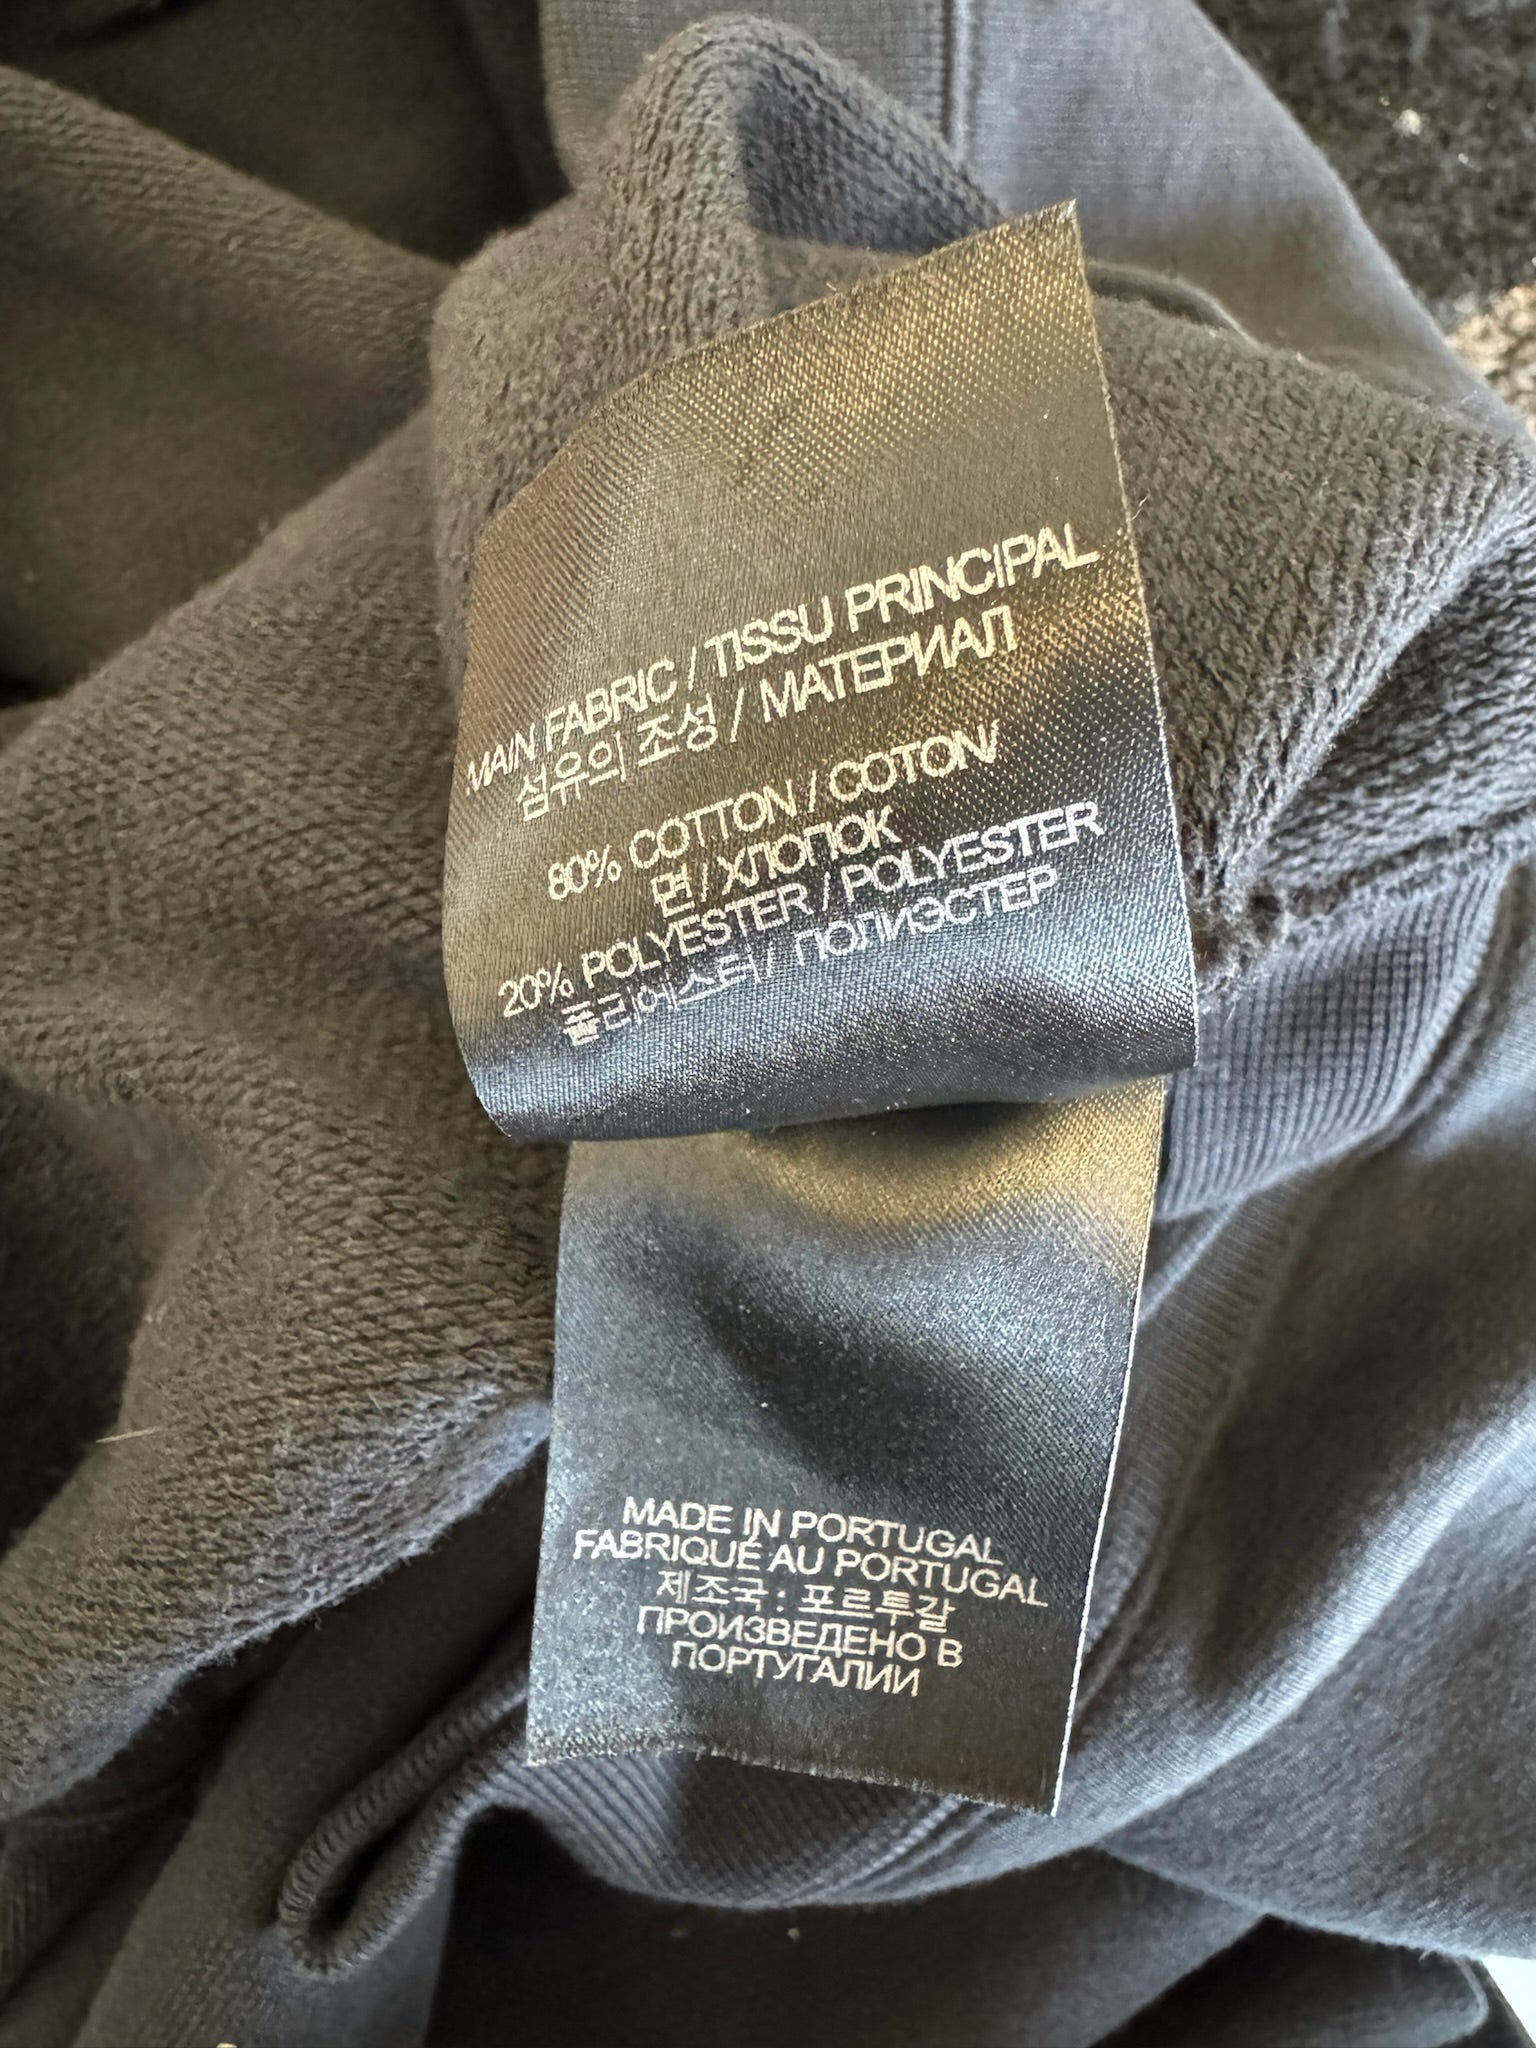 MAIN FABRIC / TISSU PRINCIPAL
섬유의 조성 / МАТЕРИАЛ
80% COTTON / COTON/
면 / ХЛОПОК
20% POLYESTER / POLYESTER
폴리에스터 / ПОЛИЭСТЕР
MADE IN PORTUGAL
FABRIQUE AU PORTUGAL
제조국 : 포르투갈
ПРОИЗВЕДЕНО В
ПОРТУГАЛИИ